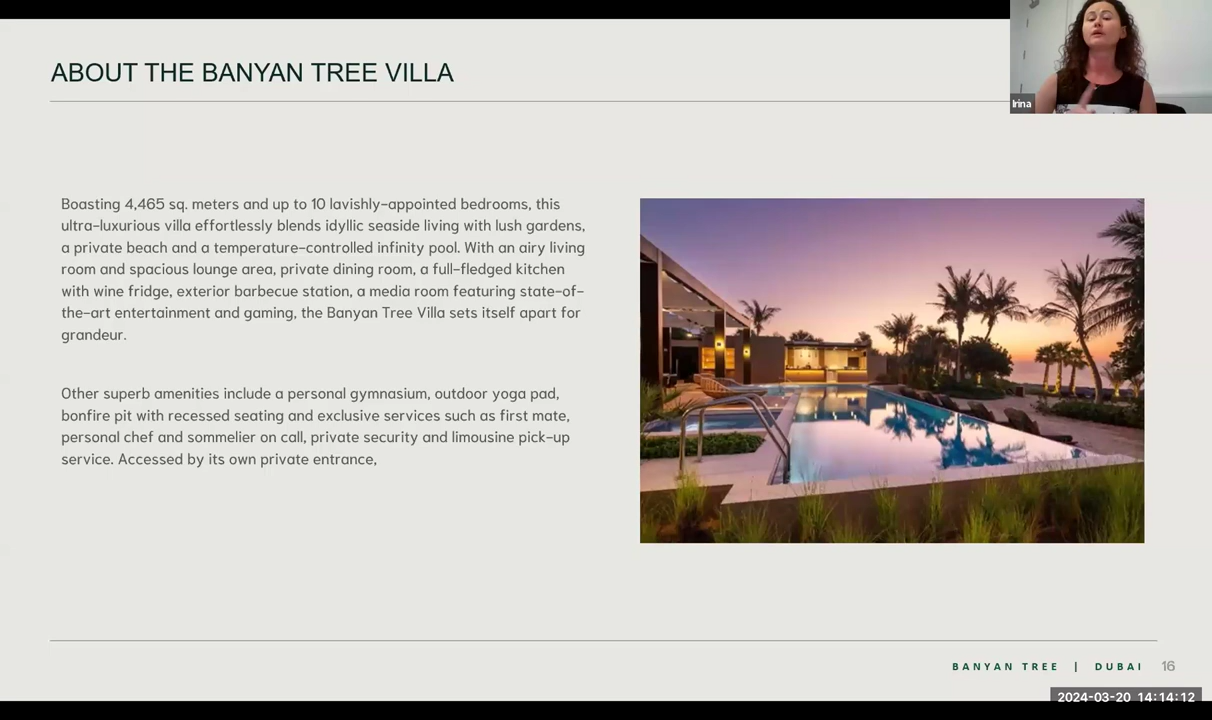 ABOUT THE BANYAN TREE VILLA
Irina
Boasting 4,465 sq. meters and up to 10 lavishly-appointed bedrooms, this
ultra-luxurious villa effortlessly blends idyllic seaside living with lush gardens,
a private beach and a temperature-controlled infinity pool. With an airy living
room and spacious lounge area, private dining room, a full-fledged kitchen
with wine fridge, exterior barbecue station, a media room featuring state-of-
the-art entertainment and gaming, the Banyan Tree Villa sets itself apart for
grandeur.
Other superb amenities include a personal gymnasium, outdoor yoga pad,
bonfire pit with recessed seating and exclusive services such as first mate,
personal chef and sommelier on call, private security and limousine pick-up
service. Accessed by its own private entrance,
BANYAN TREE | DUBAI 16
2024-03-20 14:14:12